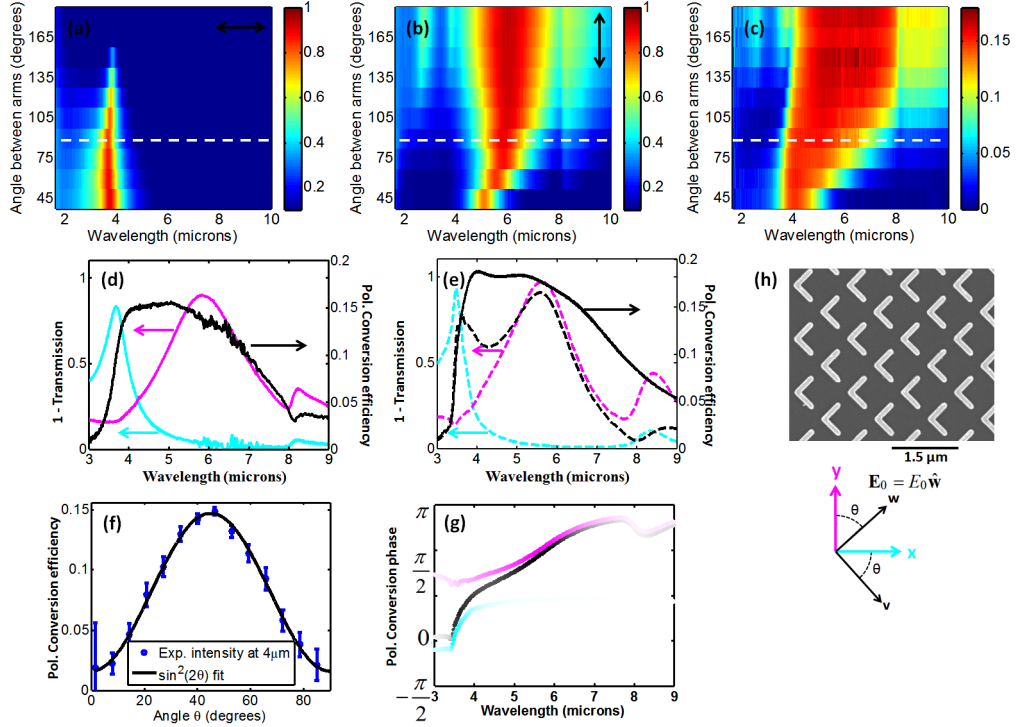 (a)
Angle between arms (degrees)
165
135
105
75
45
2 4 6 8 10
Wavelength (microns)
1
0.8
0.6
0.4
0.2
(b)
Angle between arms (degrees)
165
135
105
75
45
2 4 6 8 10
Wavelength (microns)
1
0.8
0.6
0.4
0.2
(c)
Angle between arms (degrees)
165
135
105
75
45
2 4 6 8 10
Wavelength (microns)
0.15
0.1
0.05
0
(d)
1 - Transmission
1
0.5
0
3 4 5 6 7 8 9
Wavelength (microns)
0.2
0.15
0.1
0.05
0
Pol. Conversion efficiency
(e)
1 - Transmission
1
0.5
0
3 4 5 6 7 8 9
Wavelength (microns)
0.2
0.15
0.1
0.05
0
Pol. Conversion efficiency
(h)
1.5 μm
y
E₀ = E₀ŵ
w
θ
x
θ
v
(f)
Pol. Conversion efficiency
0.15
0.1
0.05
0
0 20 40 60 80
Angle θ (degrees)
Exp. intensity at 4μm
sin²(2θ) fit
(g)
Pol. Conversion phase
π
π
2
0
π
2
3 4 5 6 7 8 9
Wavelength (microns)